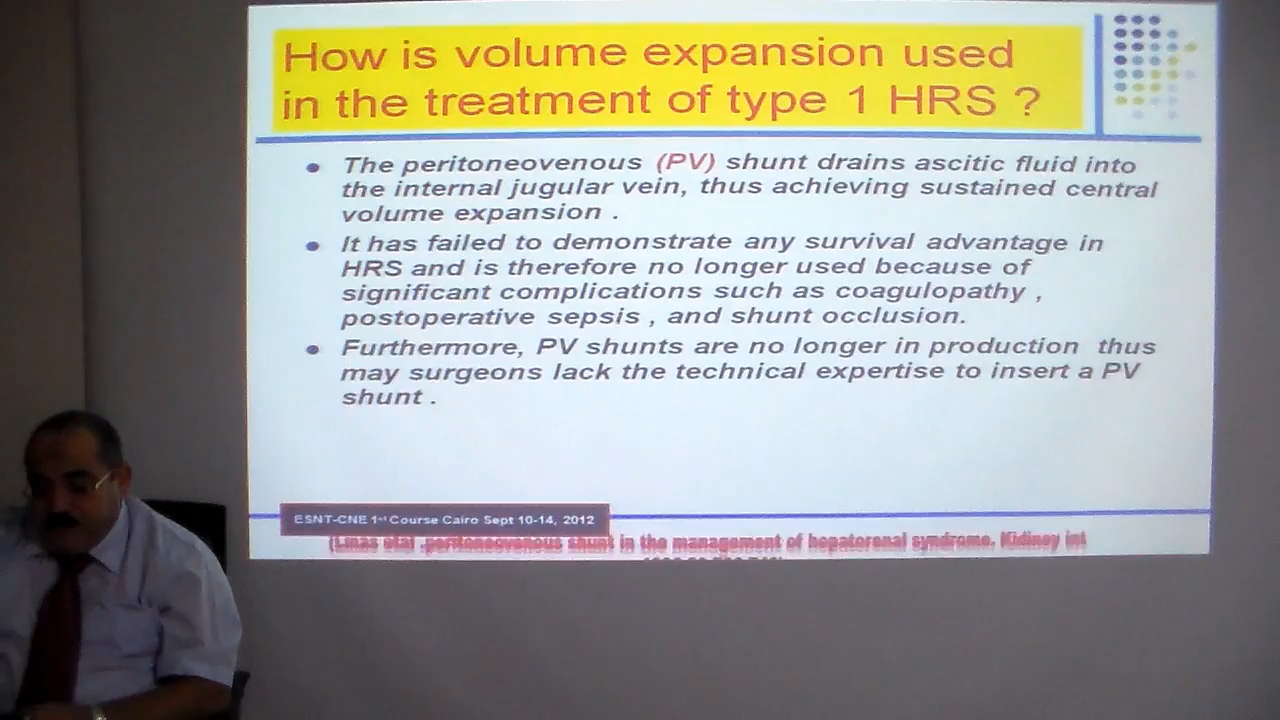 How is volume expansion used
in the treatment of type 1 HRS ?
• The peritoneovenous (PV) shunt drains ascitic fluid into
the internal jugular vein, thus achieving sustained central
volume expansion .
• It has failed to demonstrate any survival advantage in
HRS and is therefore no longer used because of
significant complications such as coagulopathy ,
postoperative sepsis , and shunt occlusion.
• Furthermore, PV shunts are no longer in production thus
may surgeons lack the technical expertise to insert a PV
shunt .
ESNT-CNE 1st Course Cairo Sept 10-14, 2012
.peritoneovenous shunt in the management of hepatorenal syndrome. Kidiney int